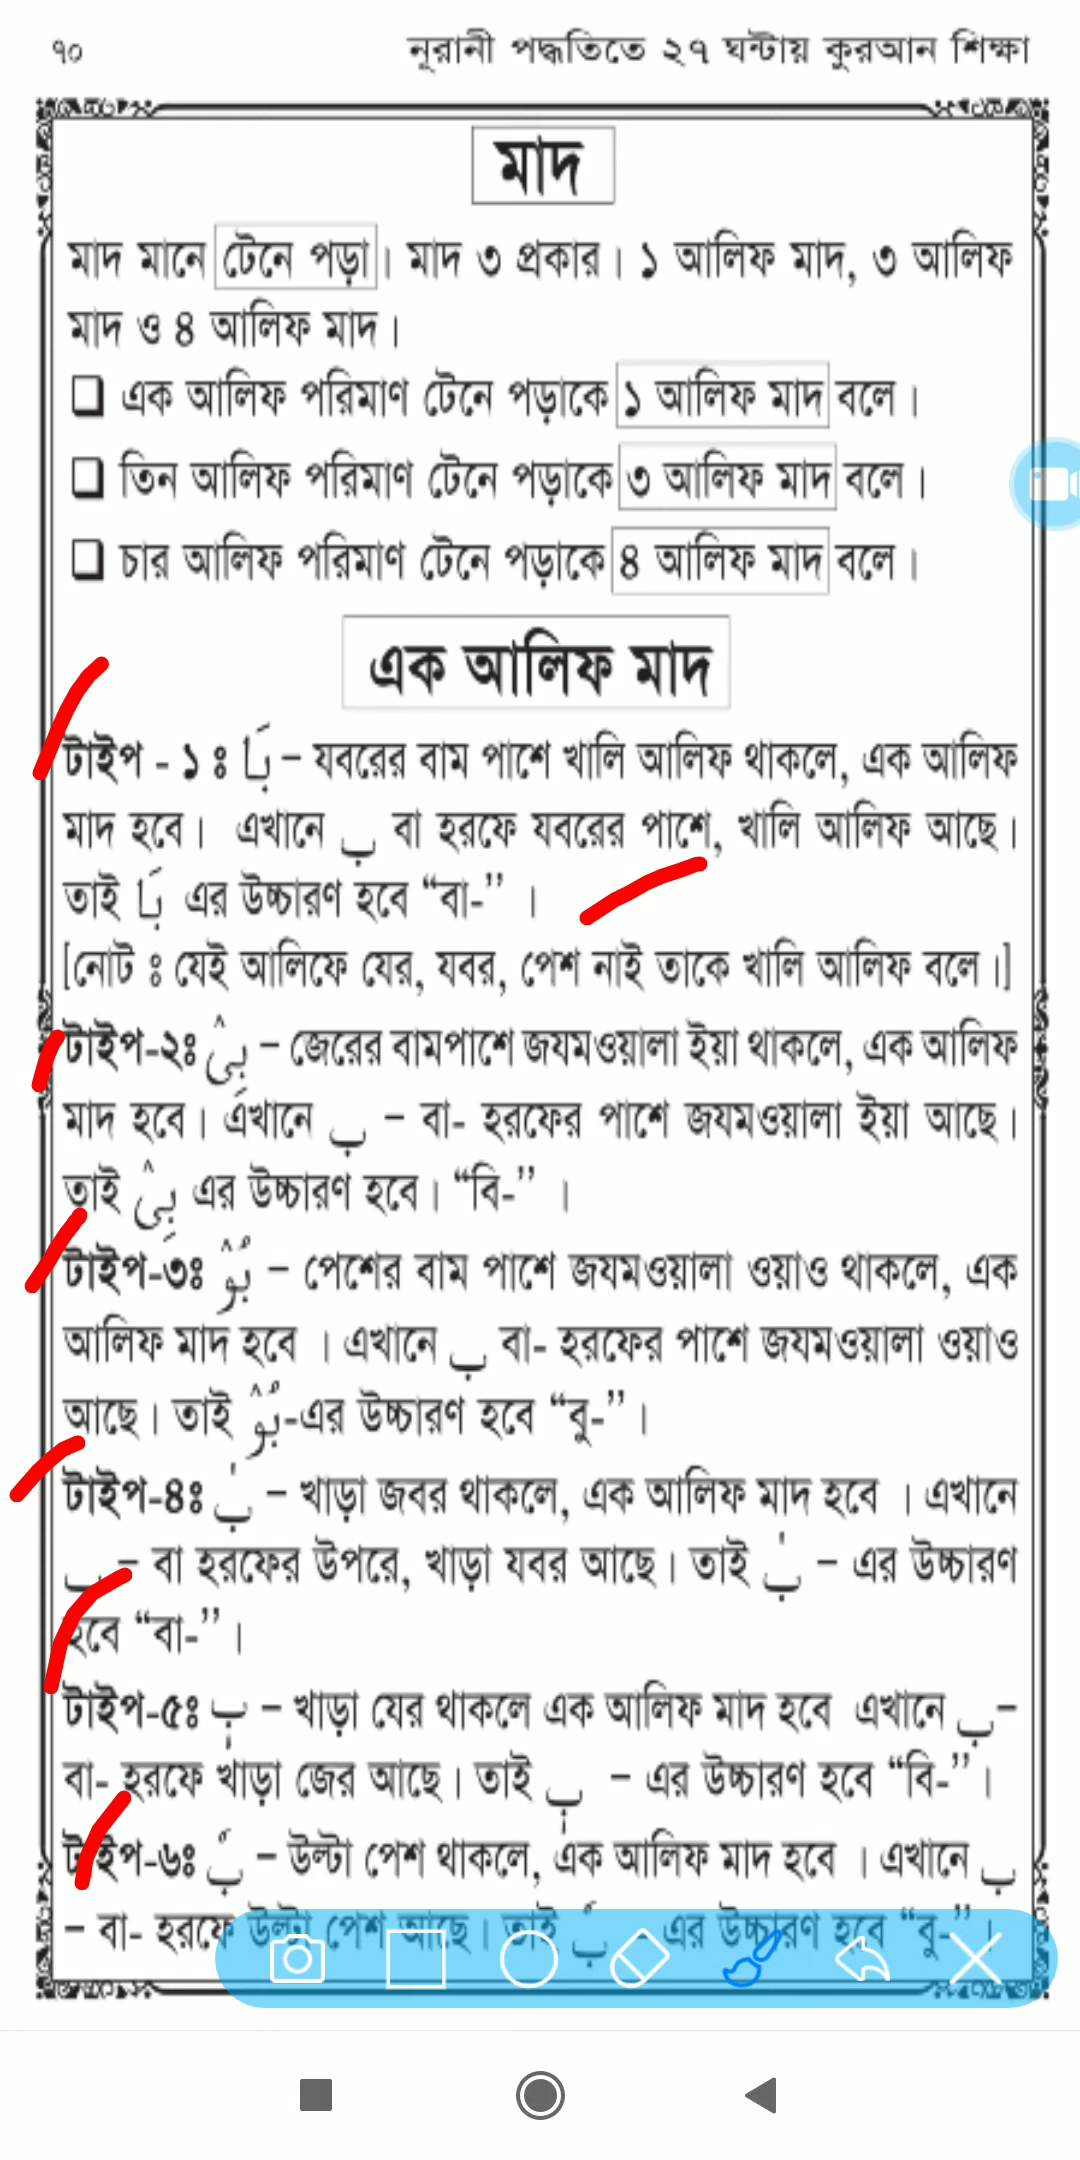 ৭০ নূরানী পদ্ধতিতে ২৭ ঘন্টায় কুরআন শিক্ষা
মাদ
মাদ মানে টেনে পড়া। মাদ ৩ প্রকার। ১ আলিফ মাদ, ৩ আলিফ
মাদ ও ৪ আলিফ মাদ।
❑ এক আলিফ পরিমাণ টেনে পড়াকে ১ আলিফ মাদ বলে।
❑ তিন আলিফ পরিমাণ টেনে পড়াকে ৩ আলিফ মাদ বলে।
❑ চার আলিফ পরিমাণ টেনে পড়াকে ৪ আলিফ মাদ বলে।
এক আলিফ মাদ
টাইপ - ১ঃ بَا – যবরের বাম পাশে খালি আলিফ থাকলে, এক আলিফ
মাদ হবে। এখানে ب বা হরফে যবরের পাশে, খালি আলিফ আছে।
তাই بَا এর উচ্চারণ হবে “বা-” ।
[নোট ঃ যেই আলিফে যের, যবর, পেশ নাই তাকে খালি আলিফ বলে।]
টাইপ-২ঃ بِىْ – জেরের বামপাশে জযমওয়ালা ইয়া থাকলে, এক আলিফ
মাদ হবে। এখানে ب – বা- হরফের পাশে জযমওয়ালা ইয়া আছে।
তাই بِىْ এর উচ্চারণ হবে। “বি-” ।
টাইপ-৩ঃ بُوْ – পেশের বাম পাশে জযমওয়ালা ওয়াও থাকলে, এক
আলিফ মাদ হবে । এখানে ب বা- হরফের পাশে জযমওয়ালা ওয়াও
আছে। তাই بُوْ-এর উচ্চারণ হবে “বু-”।
টাইপ-৪ঃ بٰ – খাড়া জবর থাকলে, এক আলিফ মাদ হবে । এখানে
ب – বা হরফের উপরে, খাড়া যবর আছে। তাই بٰ – এর উচ্চারণ
হবে “বা-”।
টাইপ-৫ঃ بٖ – খাড়া যের থাকলে এক আলিফ মাদ হবে এখানে ب –
বা- হরফে খাড়া জের আছে। তাই بٖ – এর উচ্চারণ হবে “বি-”।
টাইপ-৬ঃ بٗ – উল্টা পেশ থাকলে, এক আলিফ মাদ হবে । এখানে ب
– বা- হরফে উল্টা পেশ আছে। তাই بٗ – এর উচ্চারণ হবে “বু-”।